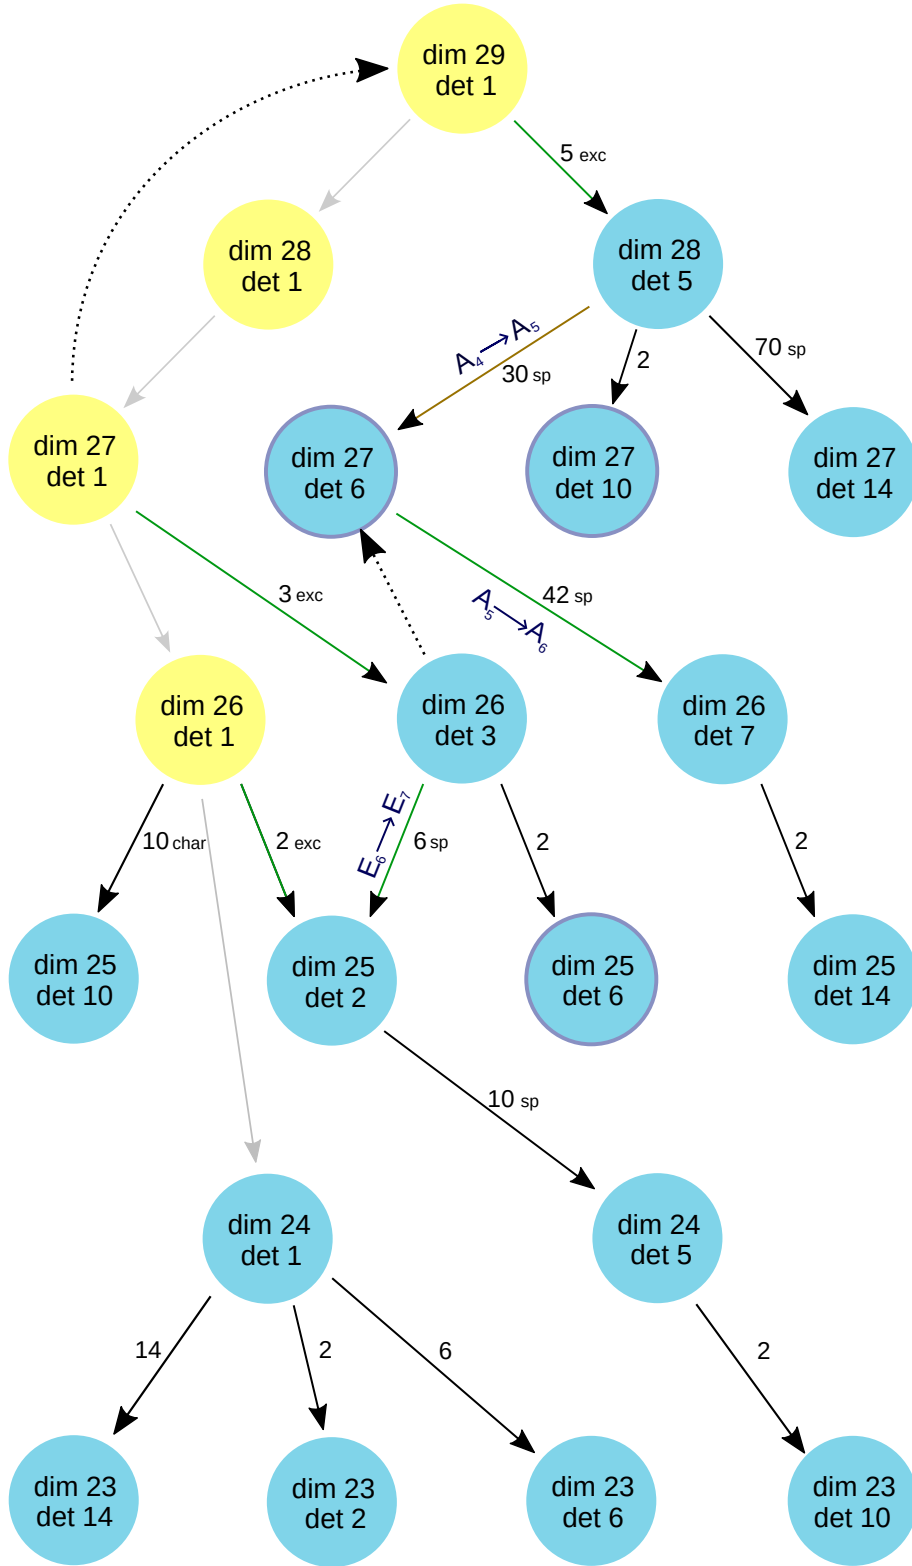 dim 29
det 1
5 exc
dim 28
det 1
dim 28
det 5
A₄→A₅
30 sp
2
70 sp
dim 27
det 1
dim 27
det 6
dim 27
det 10
dim 27
det 14
3 exc
42 sp
A₅→A₆
dim 26
det 1
dim 26
det 3
dim 26
det 7
10 char
2 exc
E₆→E₇
6 sp
2
2
dim 25
det 10
dim 25
det 2
dim 25
det 6
dim 25
det 14
10 sp
dim 24
det 1
dim 24
det 5
14
2
6
2
dim 23
det 14
dim 23
det 2
dim 23
det 6
dim 23
det 10